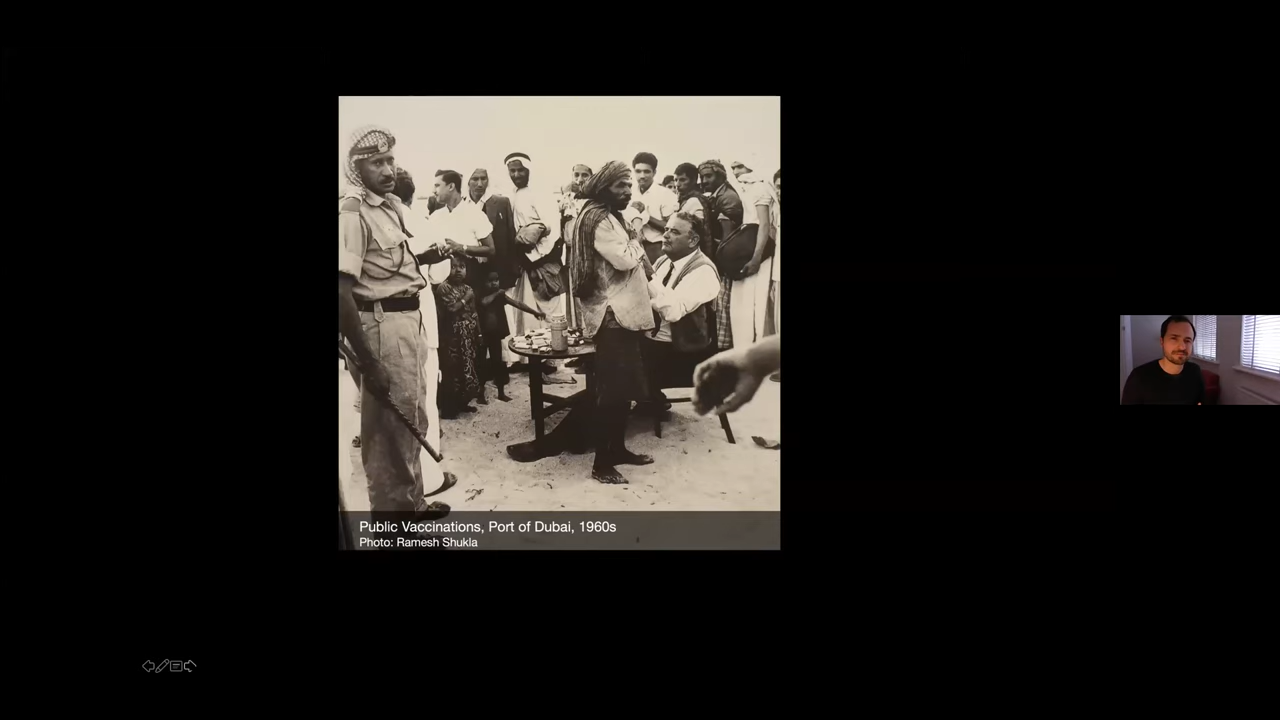 Public Vaccinations, Port of Dubai, 1960s
Photo: Ramesh Shukla